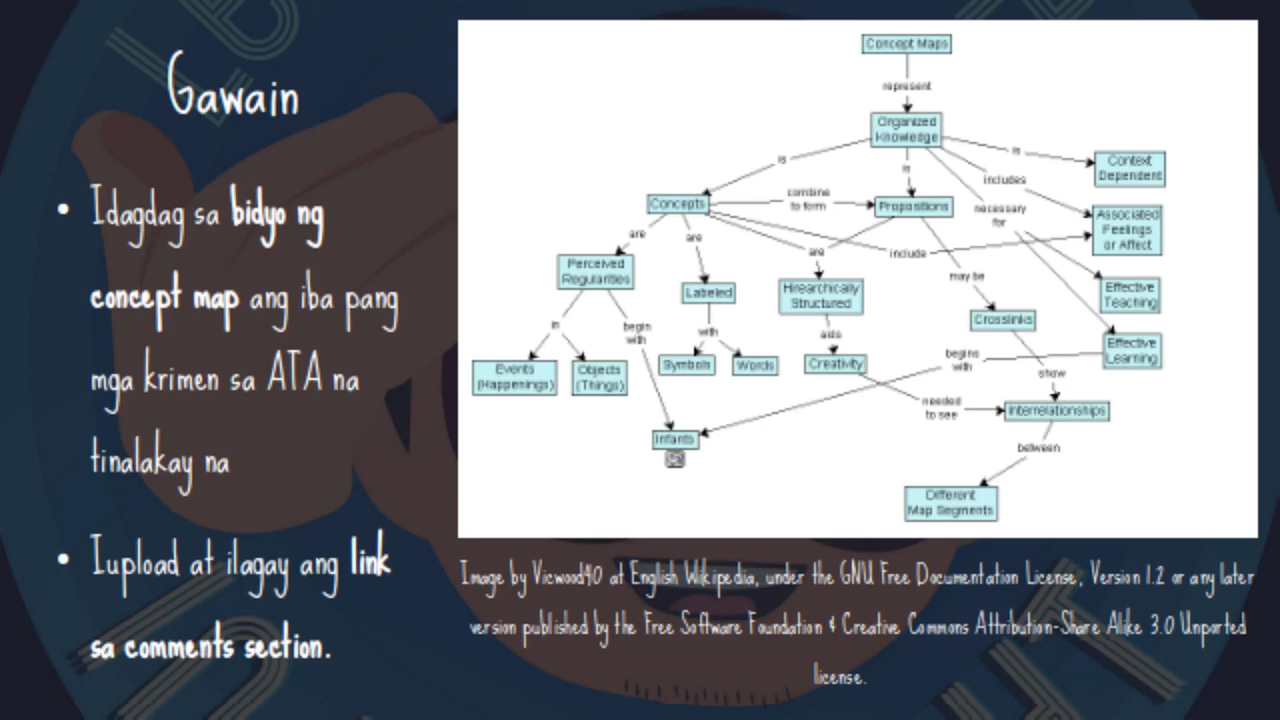 Gawain
• Idagdag sa bidyo ng
concept map ang iba pang
mga krimen sa ATA na
tinalakay na
• Iupload at ilagay ang link
sa comments section.
Concept Maps
represent
Organized
Knowledge
is
is
is
includes
necessary
for
Context
Dependent
Concepts
combine
to form
Propositions
Associated
Feelings
or Affect
are
are
are
include
may be
Perceived
Regularities
Labeled
Hirearchically
Structured
Effective
Teaching
Crosslinks
in
begin
with
with
aids
begins
with
Effective
Learning
Events
(Happenings)
Objects
(Things)
Symbols
Words
Creativity
show
needed
to see
Interrelationships
Infants
between
Different
Map Segments
Image by Vicwood40 at English Wikipedia, under the GNU Free Documentation License, Version 1.2 or any later
version published by the Free Software Foundation & Creative Commons Attribution-Share Alike 3.0 Unported
license.